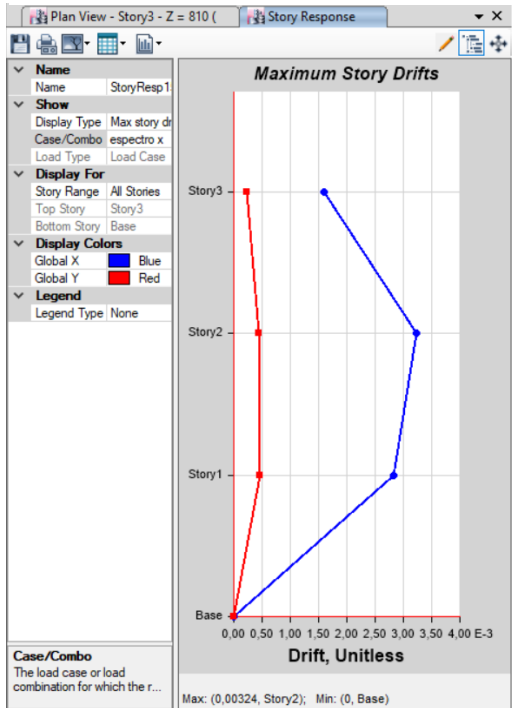 Plan View - Story3 - Z = 810 (
Story Response
Name
Name StoryResp1
Show
Display Type Max story dr
Case/Combo espectro x
Load Type Load Case
Display For
Story Range All Stories
Top Story Story3
Bottom Story Base
Display Colors
Global X Blue
Global Y Red
Legend
Legend Type None
Case/Combo
The load case or load
combination for which the r...
Maximum Story Drifts
Story3
Story2
Story1
Base
0,00 0,50 1,00 1,50 2,00 2,50 3,00 3,50 4,00 E-3
Drift, Unitless
Max: (0,00324, Story2); Min: (0, Base)